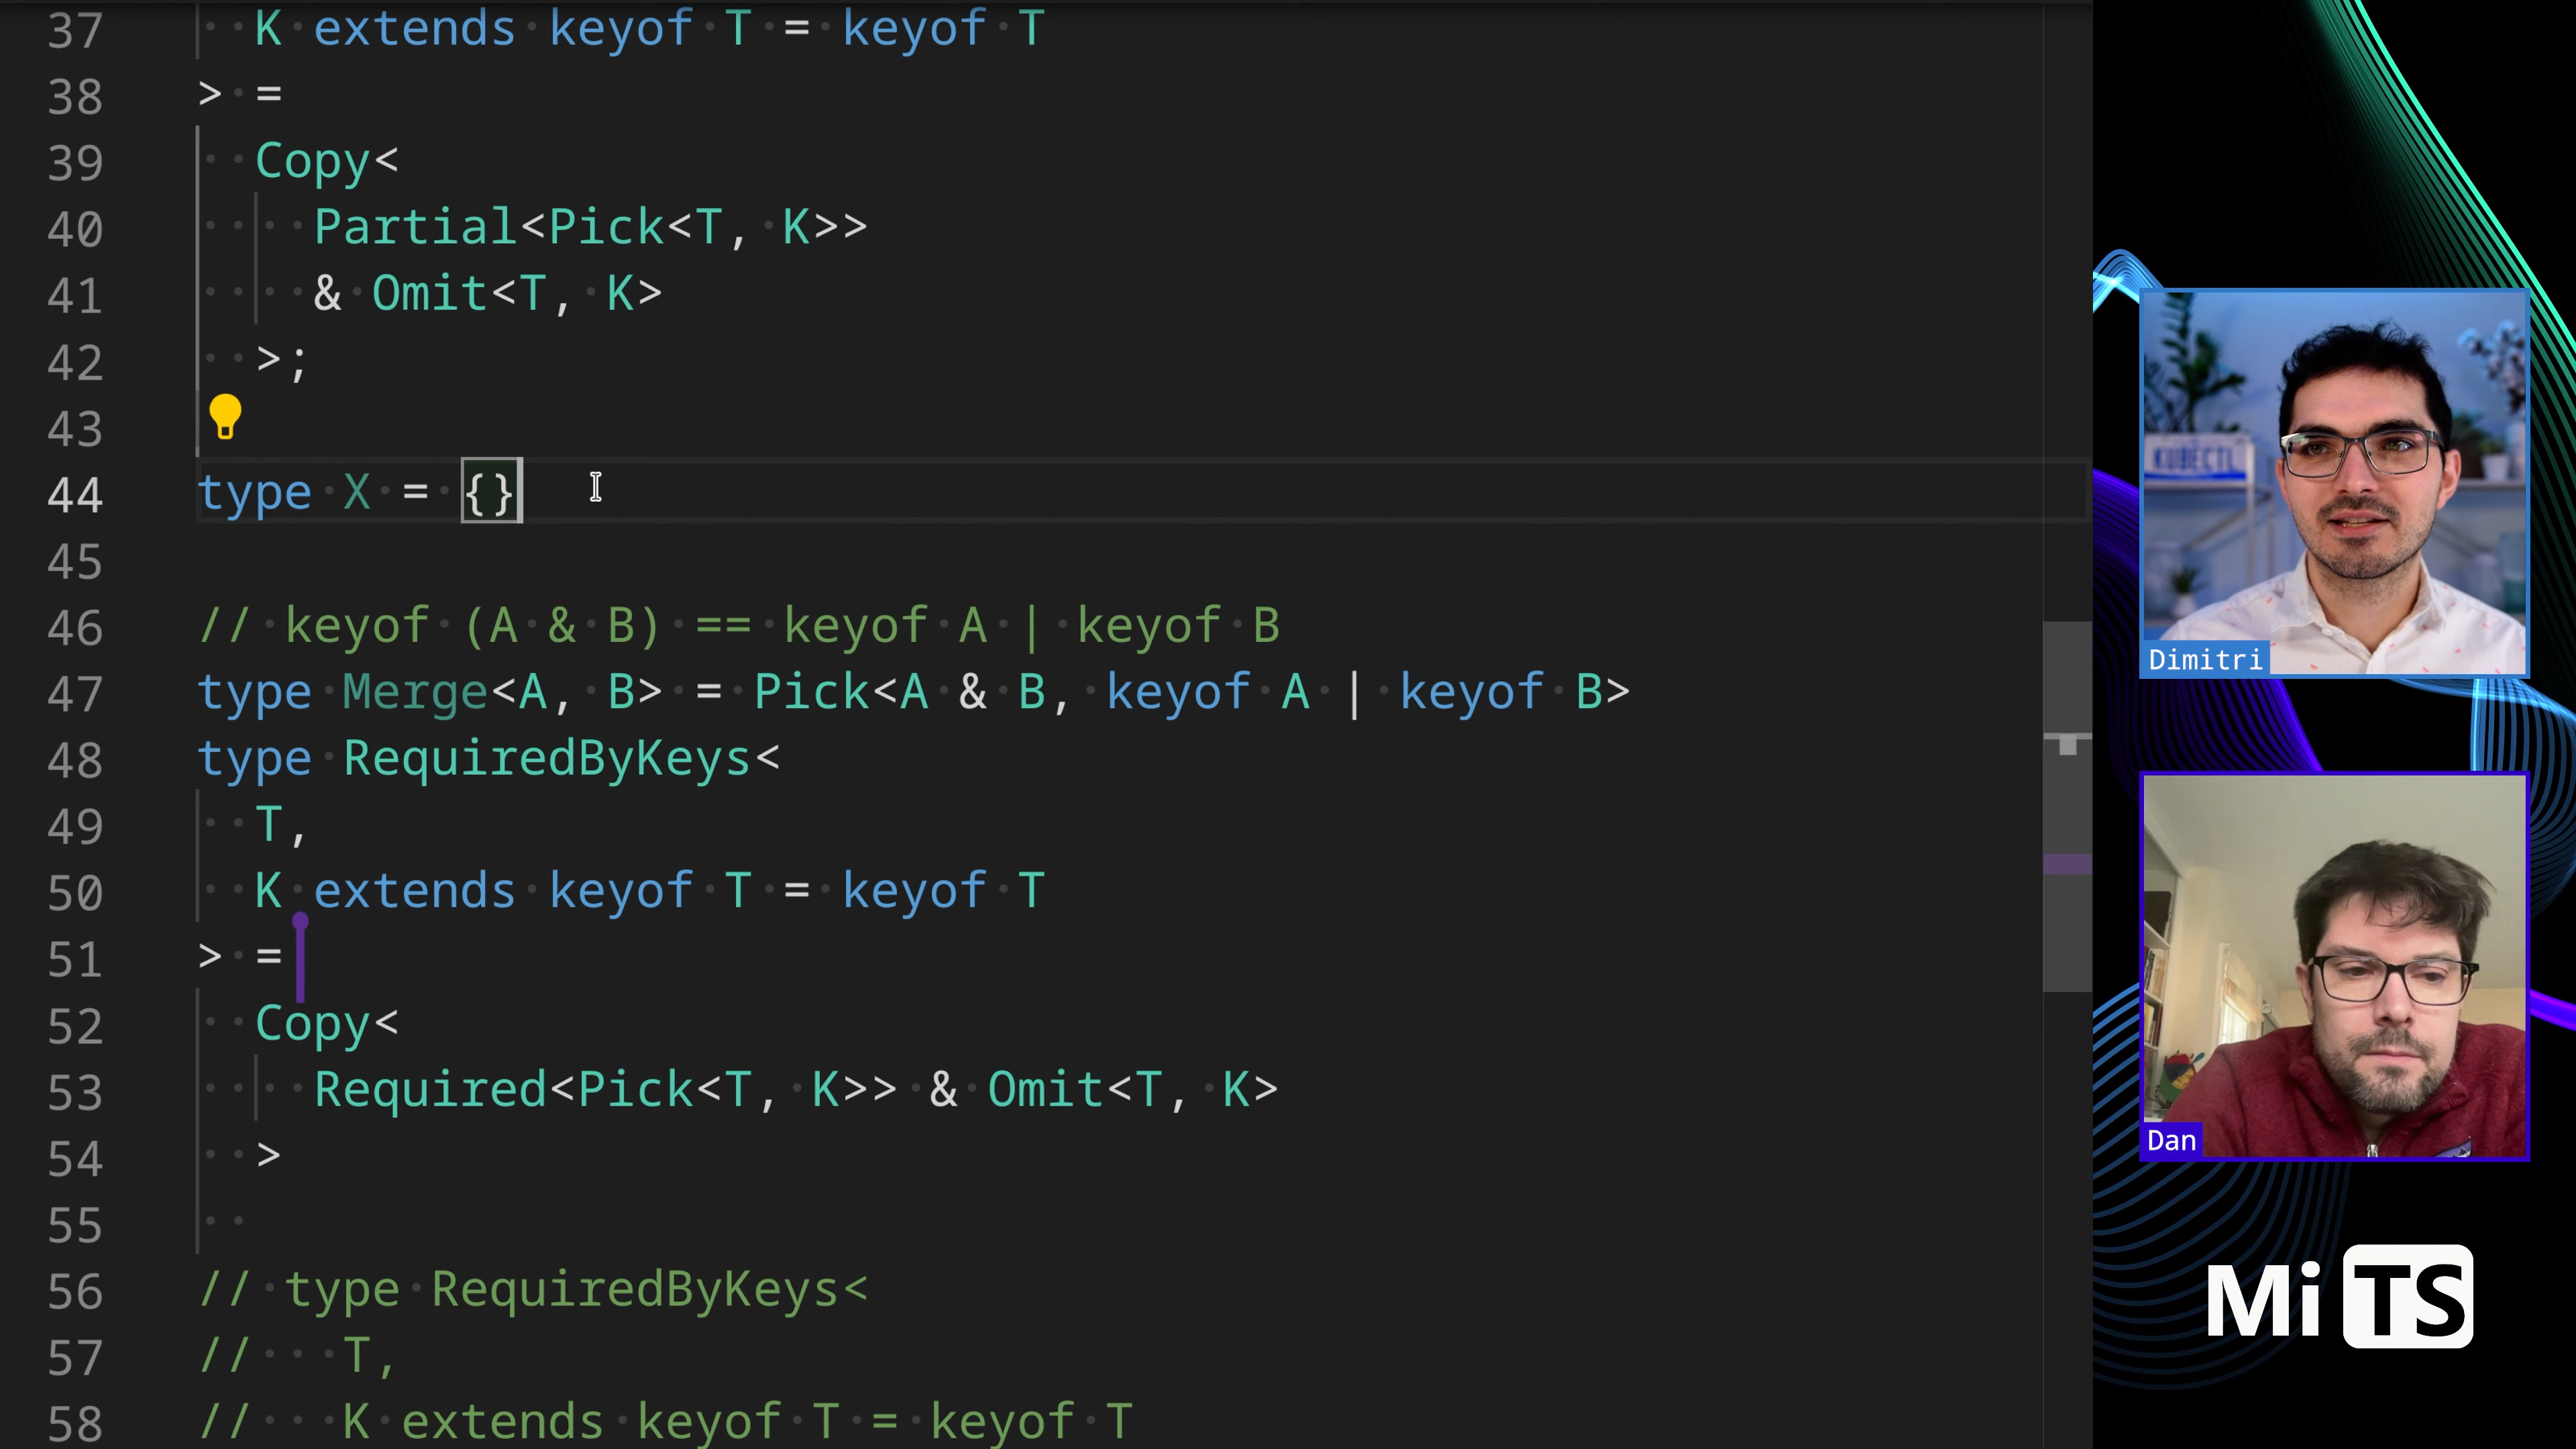 37 K extends keyof T = keyof T
38 > =
39 Copy<
40 Partial<Pick<T, K>>
41 & Omit<T, K>
42 >;
43
44 type X = {}
45
46 // keyof (A & B) == keyof A | keyof B
47 type Merge<A, B> = Pick<A & B, keyof A | keyof B>
48 type RequiredByKeys<
49 T,
50 K extends keyof T = keyof T
51 > =
52 Copy<
53 Required<Pick<T, K>> & Omit<T, K>
54 >
55
56 // type RequiredByKeys<
57 // T,
58 // K extends keyof T = keyof T
KUBECTL
Dimitri
Dan
Mi TS